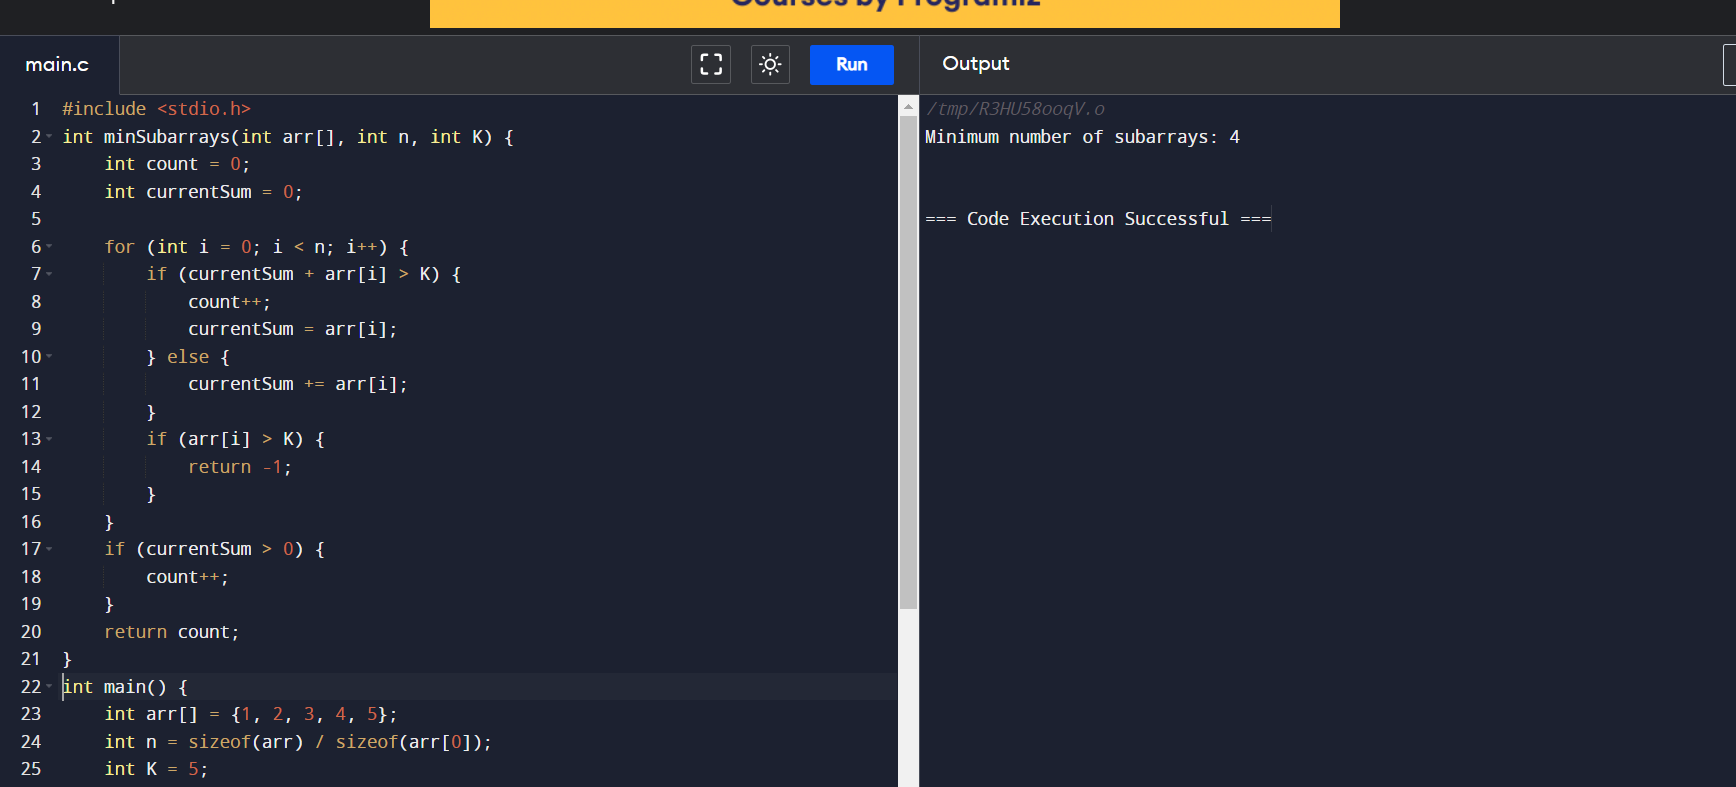 Courses by Programiz
main.c
Run
Output
1 #include <stdio.h>
2 int minSubarrays(int arr[], int n, int K) {
3 int count = 0;
4 int currentSum = 0;
5
6 for (int i = 0; i < n; i++) {
7 if (currentSum + arr[i] > K) {
8 count++;
9 currentSum = arr[i];
10 } else {
11 currentSum += arr[i];
12 }
13 if (arr[i] > K) {
14 return -1;
15 }
16 }
17 if (currentSum > 0) {
18 count++;
19 }
20 return count;
21 }
22 int main() {
23 int arr[] = {1, 2, 3, 4, 5};
24 int n = sizeof(arr) / sizeof(arr[0]);
25 int K = 5;
/tmp/R3HU58ooqV.o
Minimum number of subarrays: 4
=== Code Execution Successful ===